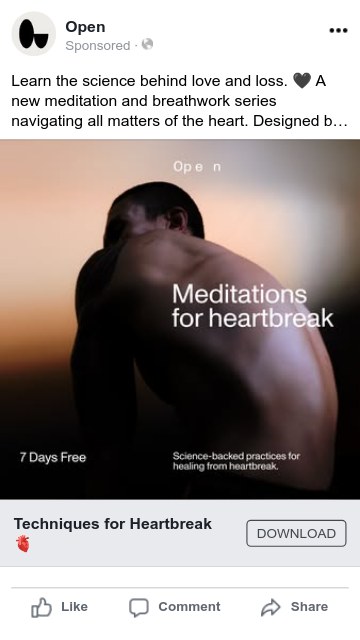 Open
Sponsored ·
Learn the science behind love and loss. 🖤 A
new meditation and breathwork series
navigating all matters of the heart. Designed b...
Open
Meditations
for heartbreak
7 Days Free
Science-backed practices for
healing from heartbreak.
Techniques for Heartbreak
🫀
DOWNLOAD
Like
Comment
Share